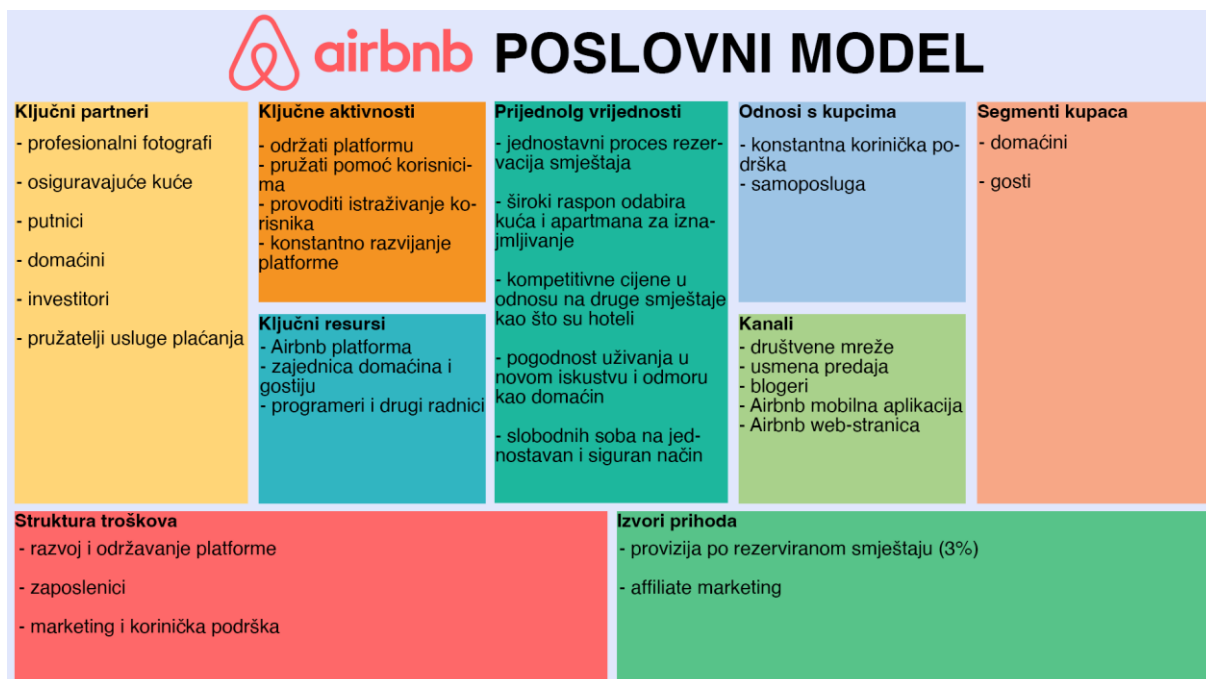 airbnb POSLOVNI MODEL
Ključni partneri
- profesionalni fotografi
- osiguravajuće kuće
- putnici
- domaćini
- investitori
- pružatelji usluge plaćanja
Ključne aktivnosti
- održati platformu
- pružati pomoć korisnici-
ma
- provoditi istraživanje ko-
risnika
- konstantno razvijanje
platforme
Ključni resursi
- Airbnb platforma
- zajednica domaćina i
gostiju
- programeri i drugi radnici
Prijednolg vrijednosti
- jednostavni proces rezer-
vacija smještaja
- široki raspon odabira
kuća i apartmana za izna-
jmljivanje
- kompetitivne cijene u
odnosu na druge smještaje
kao što su hoteli
- pogodnost uživanja u
novom iskustvu i odmoru
kao domaćin
- slobodnih soba na jed-
nostavan i siguran način
Odnosi s kupcima
- konstantna korinička po-
drška
- samoposluga
Kanali
- društvene mreže
- usmena predaja
- blogeri
- Airbnb mobilna aplikacija
- Airbnb web-stranica
Segmenti kupaca
- domaćini
- gosti
Struktura troškova
- razvoj i održavanje platforme
- zaposlenici
- marketing i korinička podrška
Izvori prihoda
- provizija po rezerviranom smještaju (3%)
- affiliate marketing